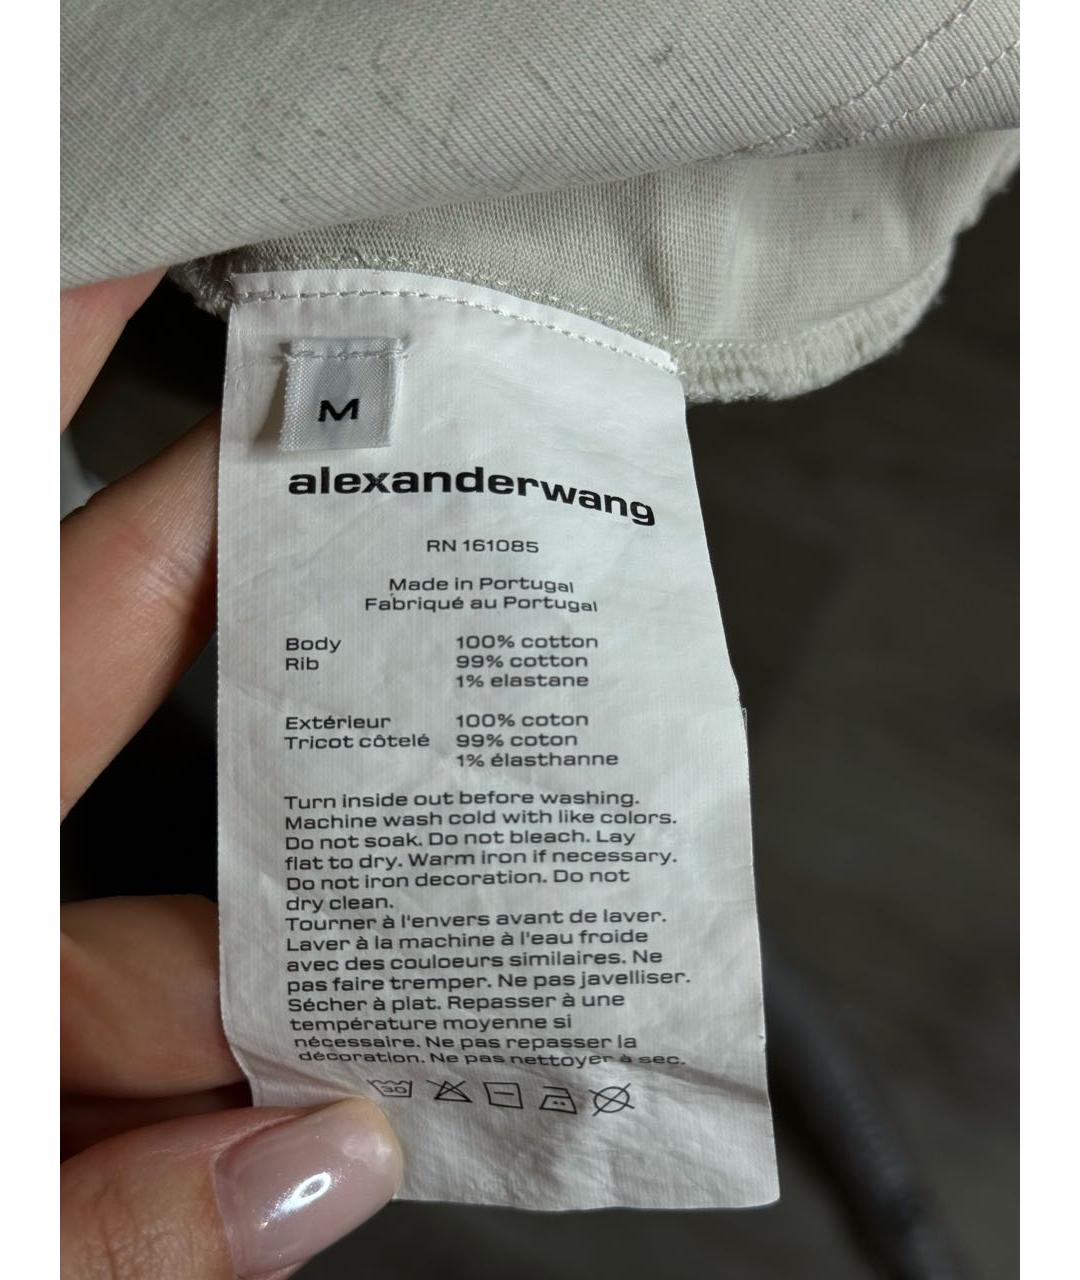 M
alexanderwang
RN 161085
Made in Portugal
Fabriqué au Portugal
Body 100% cotton
Rib 99% cotton
1% elastane
Extérieur 100% coton
Tricot côtelé 99% coton
1% élasthanne
Turn inside out before washing.
Machine wash cold with like colors.
Do not soak. Do not bleach. Lay
flat to dry. Warm iron if necessary.
Do not iron decoration. Do not
dry clean.
Tourner à l'envers avant de laver.
Laver à la machine à l'eau froide
avec des couloeurs similaires. Ne
pas faire tremper. Ne pas javelliser.
Sécher à plat. Repasser à une
température moyenne si
nécessaire. Ne pas repasser la
décoration. Ne pas nettoyer à sec.
30